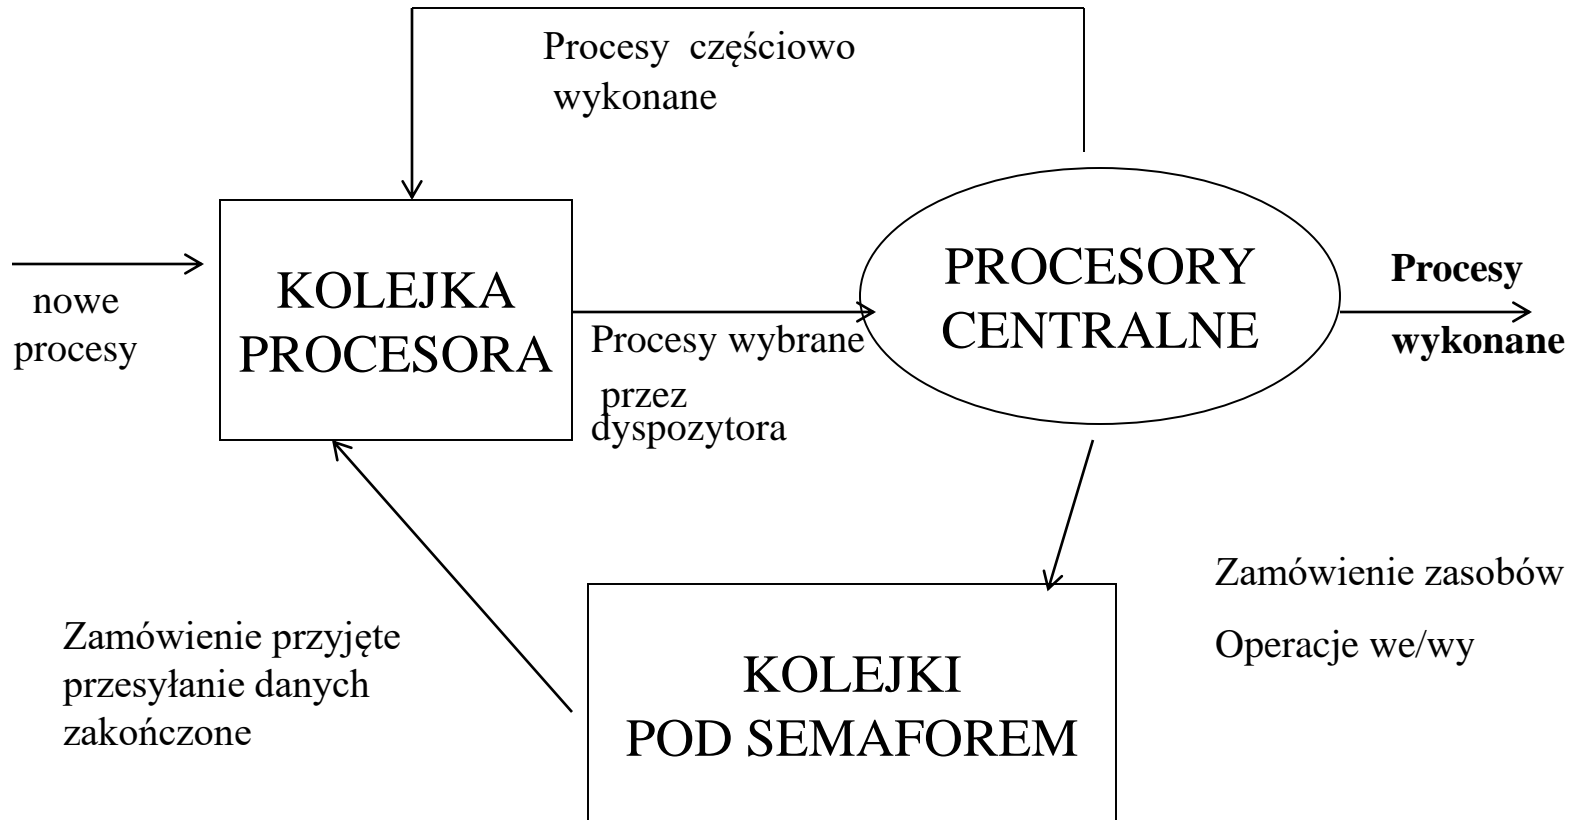 Procesy częściowo
wykonane
nowe
procesy
KOLEJKA
PROCESORA
Procesy wybrane
przez
dyspozytora
PROCESORY
CENTRALNE
Procesy
wykonane
Zamówienie przyjęte
przesyłanie danych
zakończone
KOLEJKI
POD SEMAFOREM
Zamówienie zasobów
Operacje we/wy